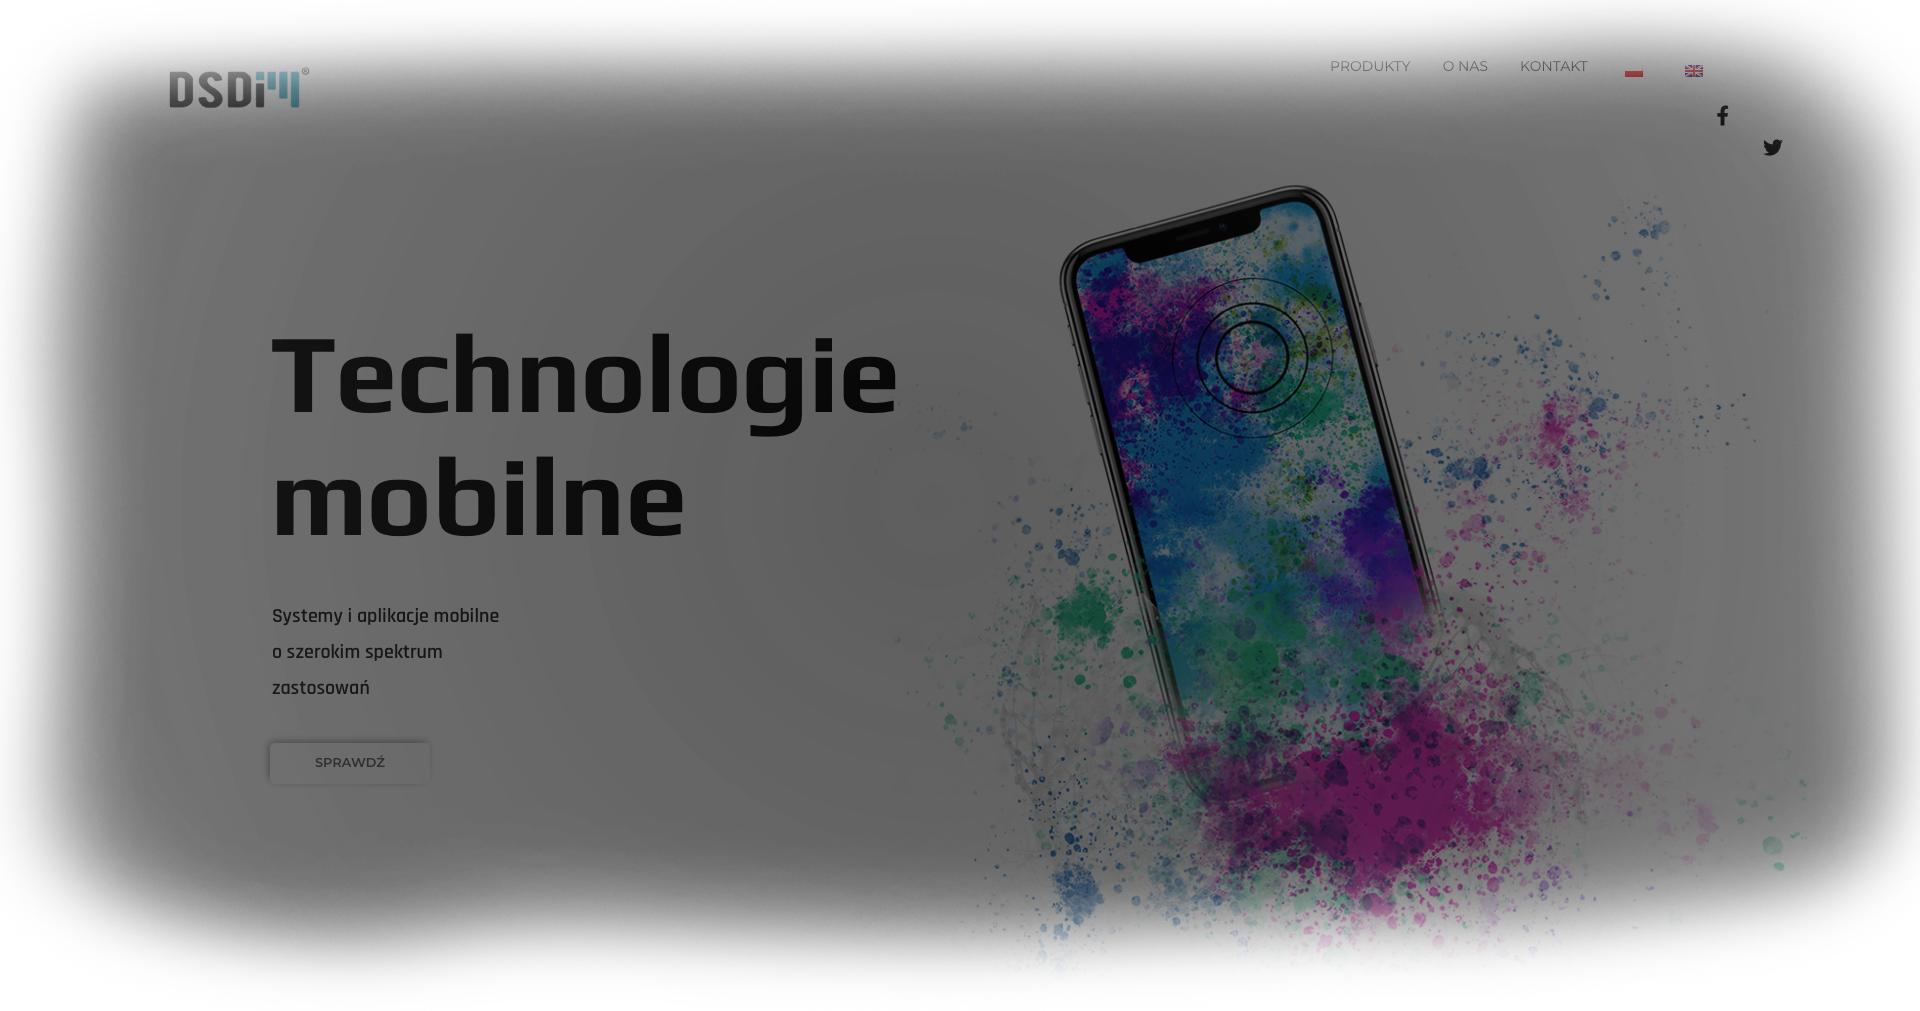 DSDi®
PRODUKTY O NAS KONTAKT
Technologie
mobilne
Systemy i aplikacje mobilne
o szerokim spektrum
zastosowań
SPRAWDŹ